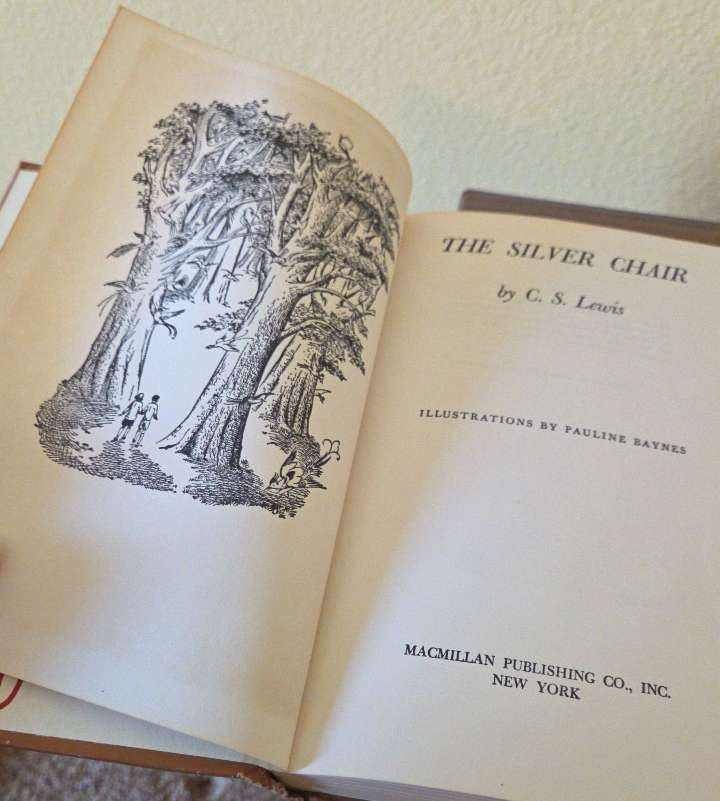 THE SILVER CHAIR
by C. S. Lewis
ILLUSTRATIONS BY PAULINE BAYNES
MACMILLAN PUBLISHING CO., INC.
NEW YORK